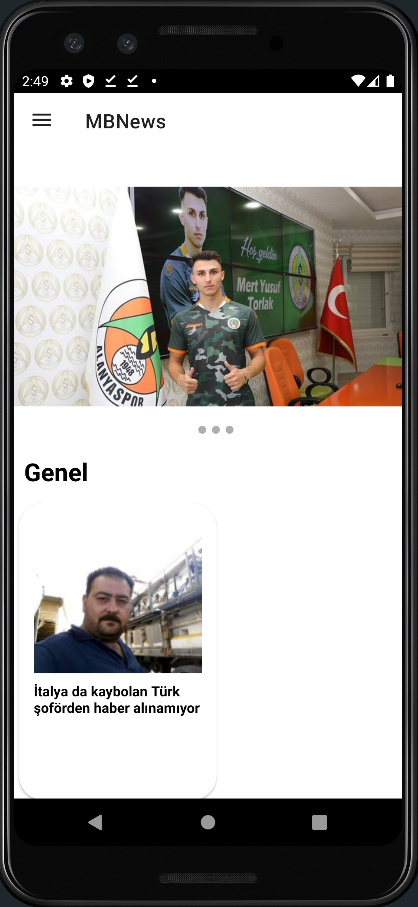 2:49
MBNews
Hoş geldin
Mert Yusuf
Torlak
ALANYASPOR
1948
Genel
İtalya da kaybolan Türk
şoförden haber alınamıyor